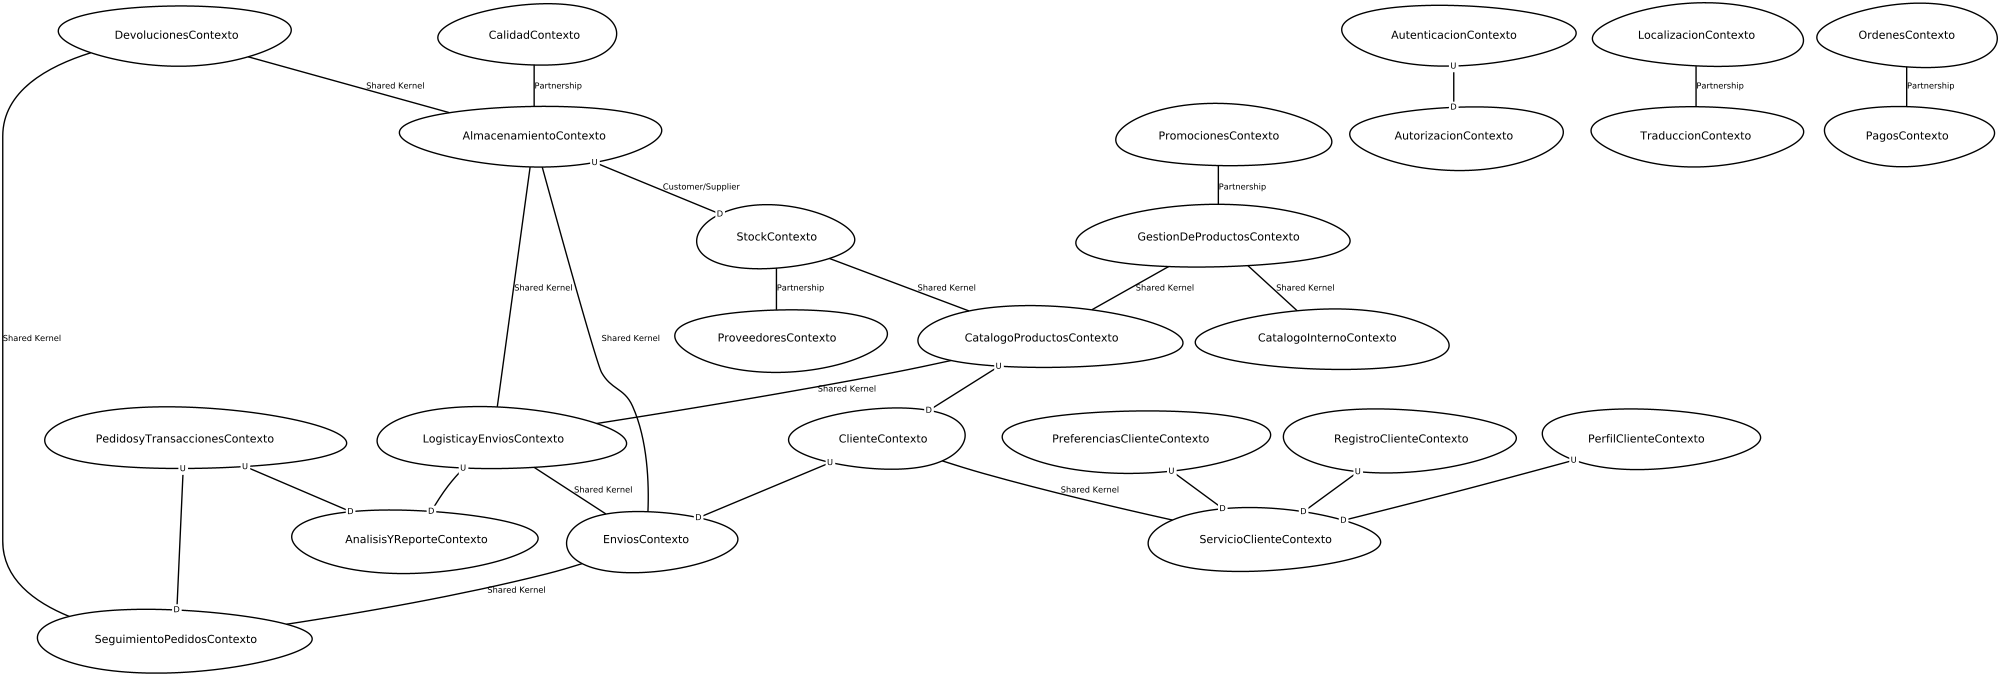 DevolucionesContexto
CalidadContexto
AutenticacionContexto
LocalizacionContexto
OrdenesContexto
U
Shared Kernel
Partnership
Partnership
Partnership
D
AlmacenamientoContexto
PromocionesContexto
AutorizacionContexto
TraduccionContexto
PagosContexto
U
Customer/Supplier
Partnership
D
StockContexto
GestionDeProductosContexto
Shared Kernel
Partnership
Shared Kernel
Shared Kernel
Shared Kernel
Shared Kernel
Shared Kernel
ProveedoresContexto
CatalogoProductosContexto
CatalogoInternoContexto
U
Shared Kernel
D
PedidosyTransaccionesContexto
LogisticayEnviosContexto
ClienteContexto
PreferenciasClienteContexto
RegistroClienteContexto
PerfilClienteContexto
U
U
U
U
U
U
U
Shared Kernel
Shared Kernel
D
D
D
D
D
D
AnalisisYReporteContexto
EnviosContexto
ServicioClienteContexto
Shared Kernel
D
SeguimientoPedidosContexto